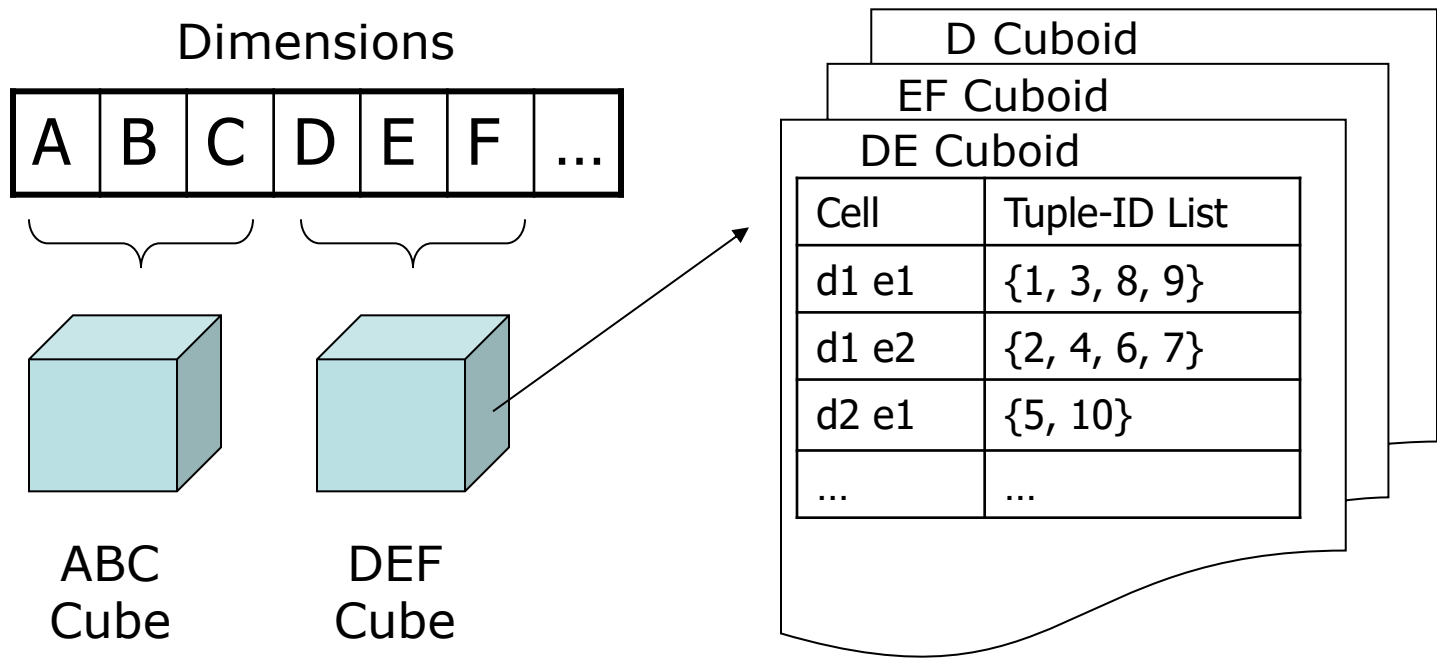 Dimensions
A B C D E F ...
ABC
Cube
DEF
Cube
D Cuboid
EF Cuboid
DE Cuboid
Cell Tuple-ID List
d1 e1 {1, 3, 8, 9}
d1 e2 {2, 4, 6, 7}
d2 e1 {5, 10}
... ...